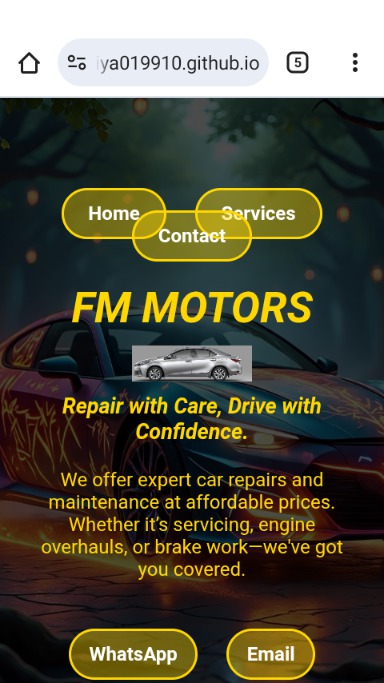 ya019910.github.io
5
Home
Services
Contact
FM MOTORS
Repair with Care, Drive with
Confidence.
We offer expert car repairs and
maintenance at affordable prices.
Whether it's servicing, engine
overhauls, or brake work—we've got
you covered.
WhatsApp
Email